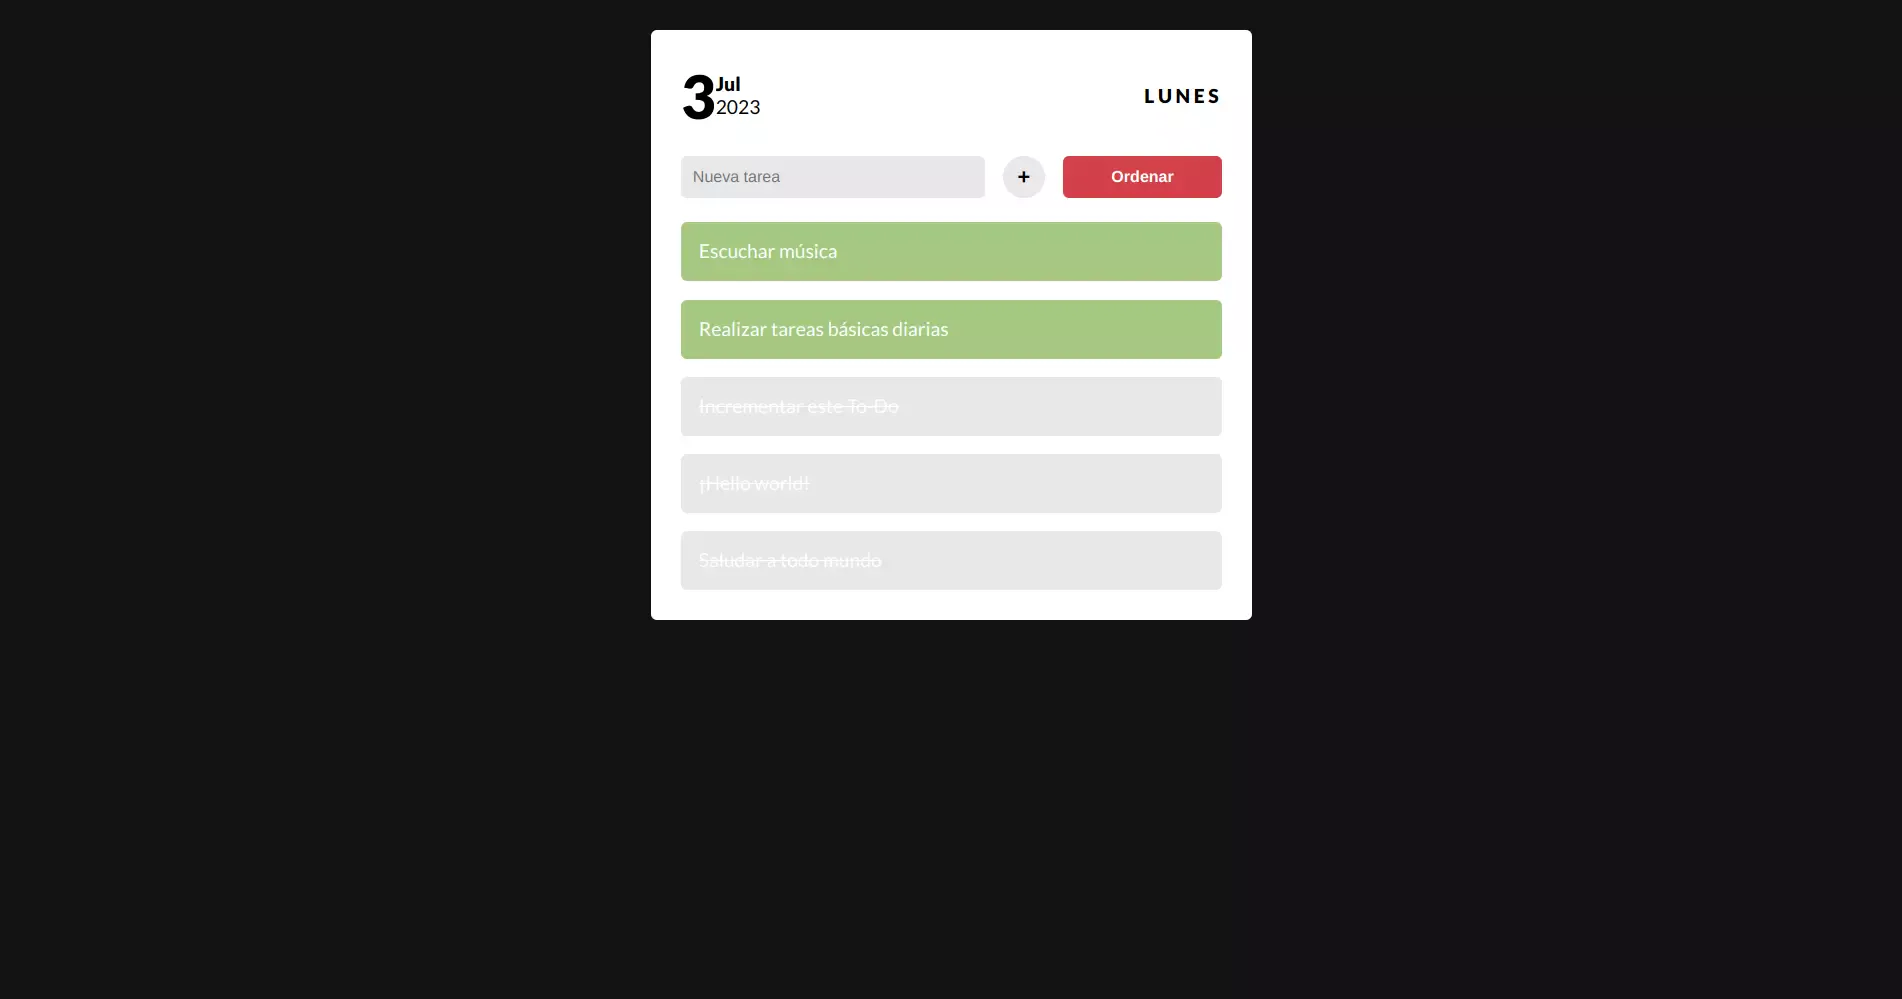 3 Jul
2023
LUNES
Nueva tarea
+
Ordenar
Escuchar música
Realizar tareas básicas diarias
Incrementar este To-Do
¡Hello world!
Saludar a todo mundo